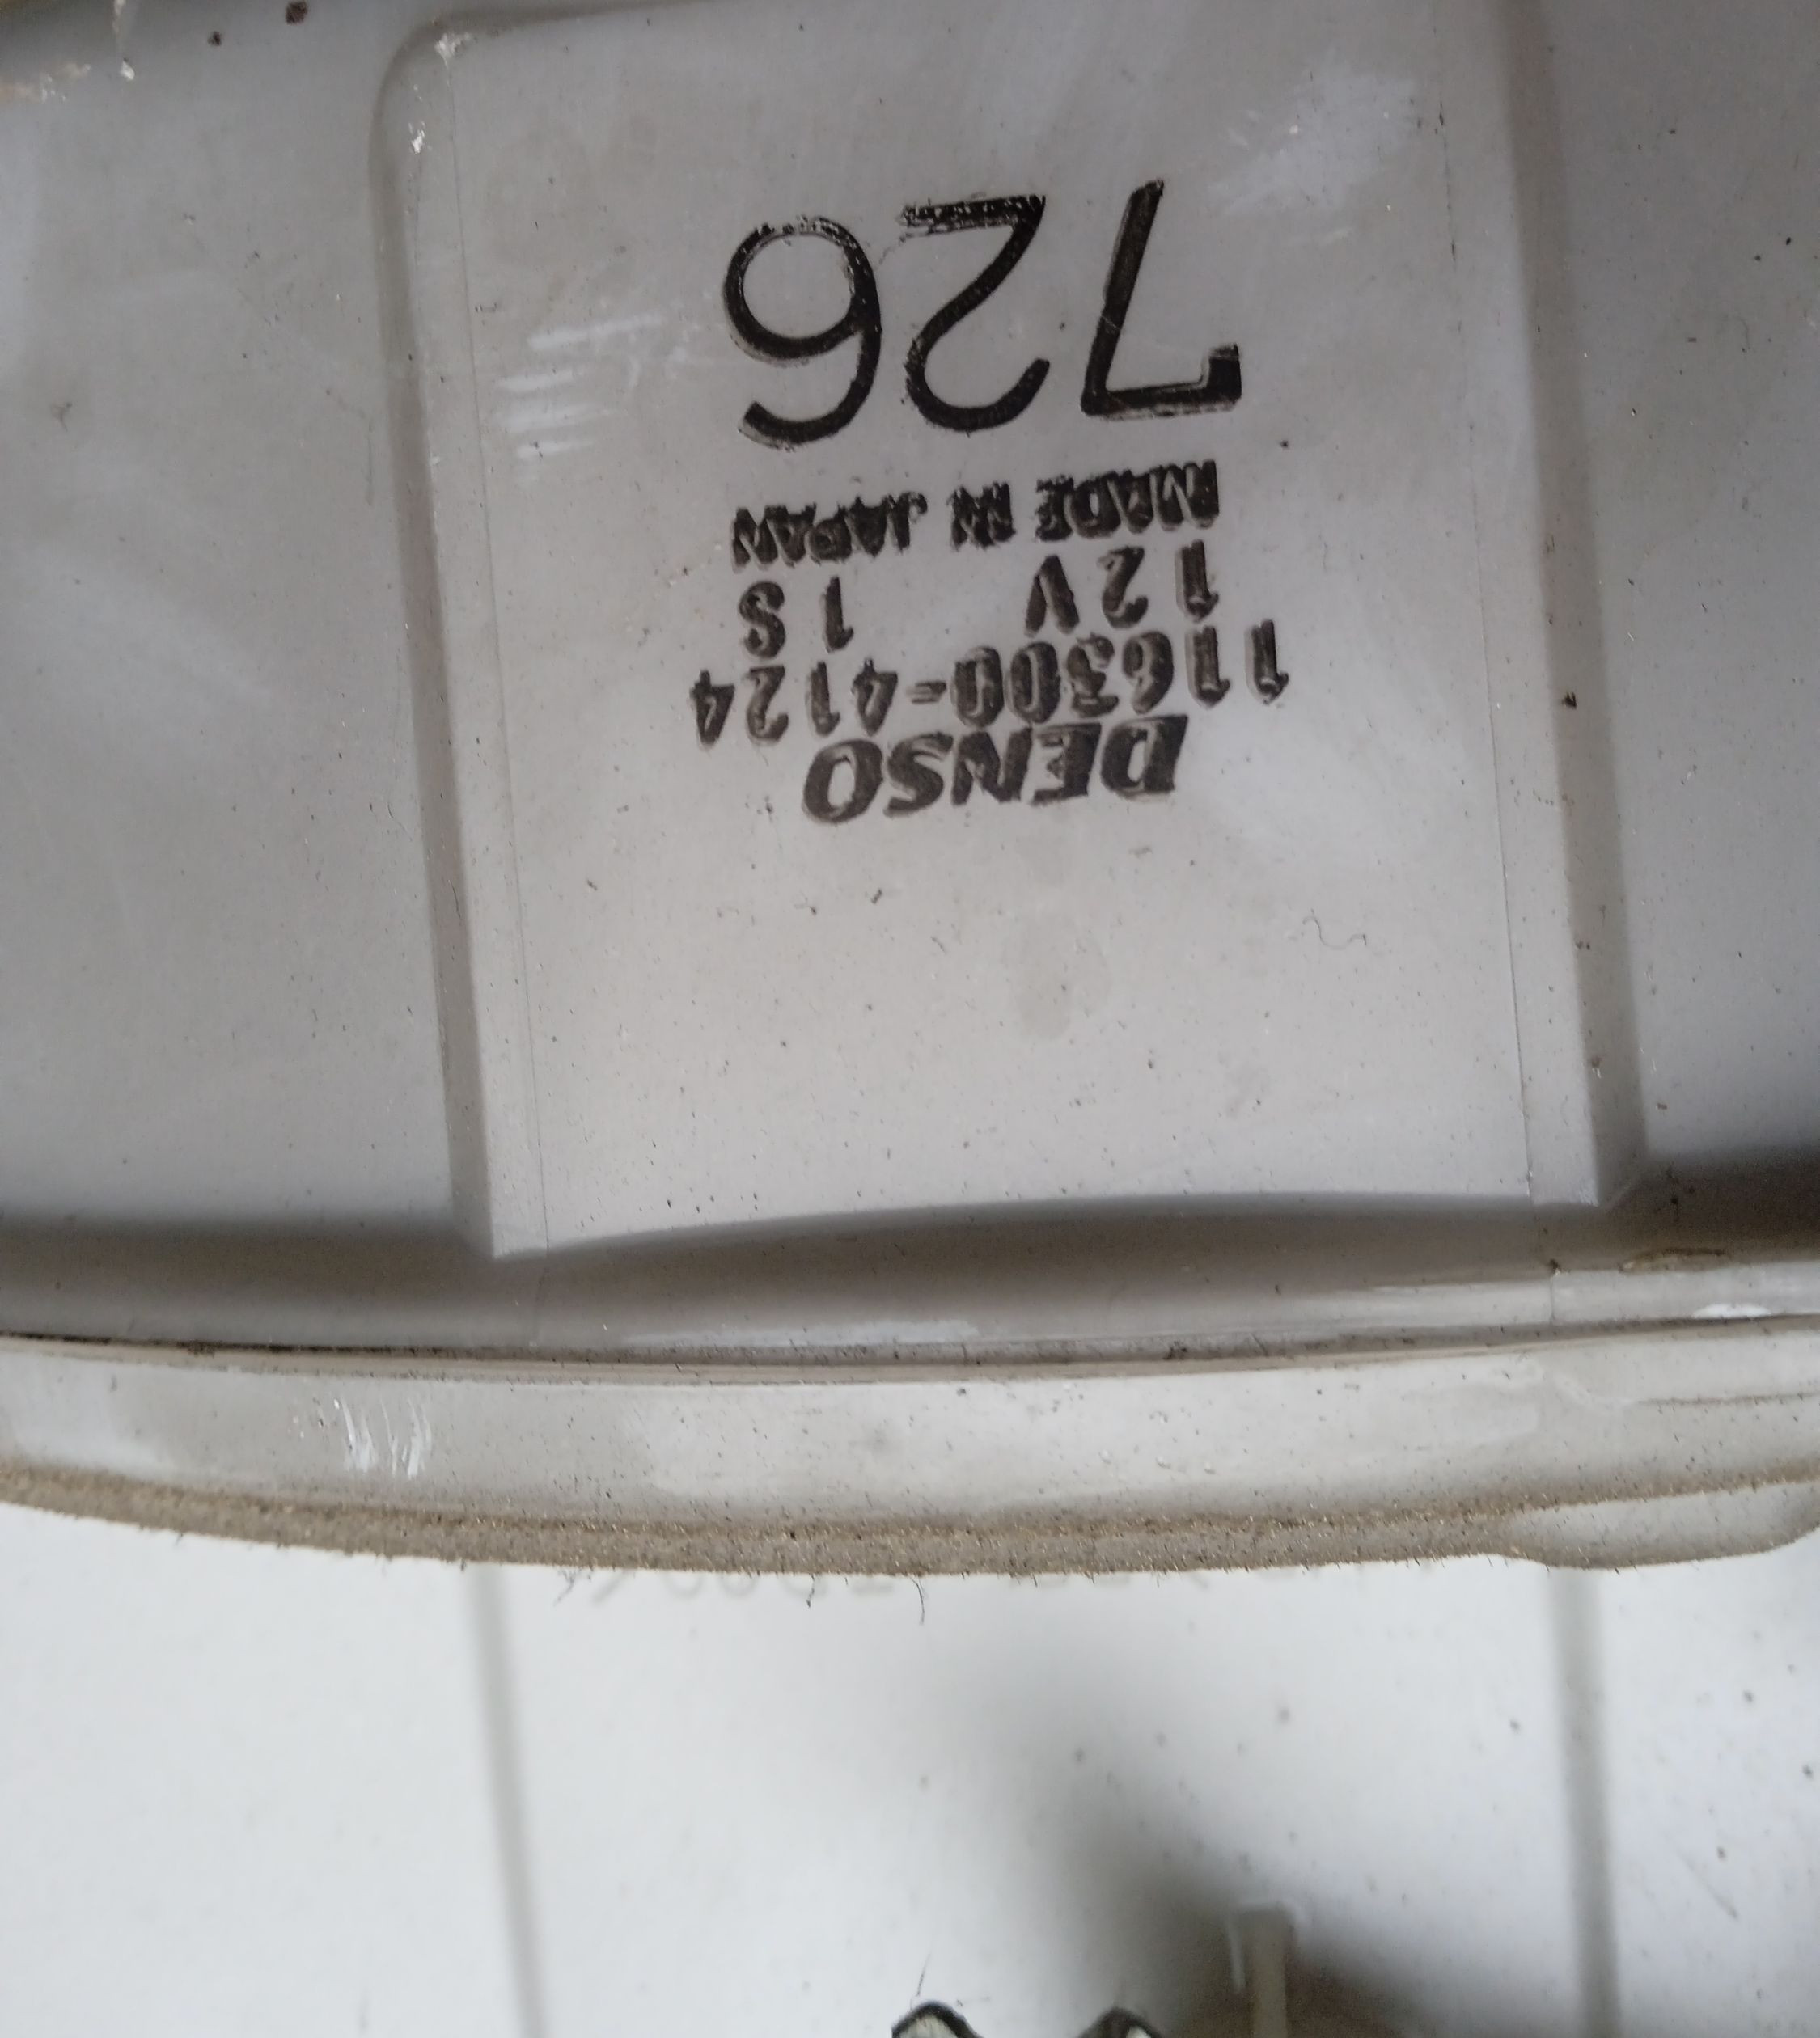 DENSO
116300-4124
12V 1S
MADE IN JAPAN
726